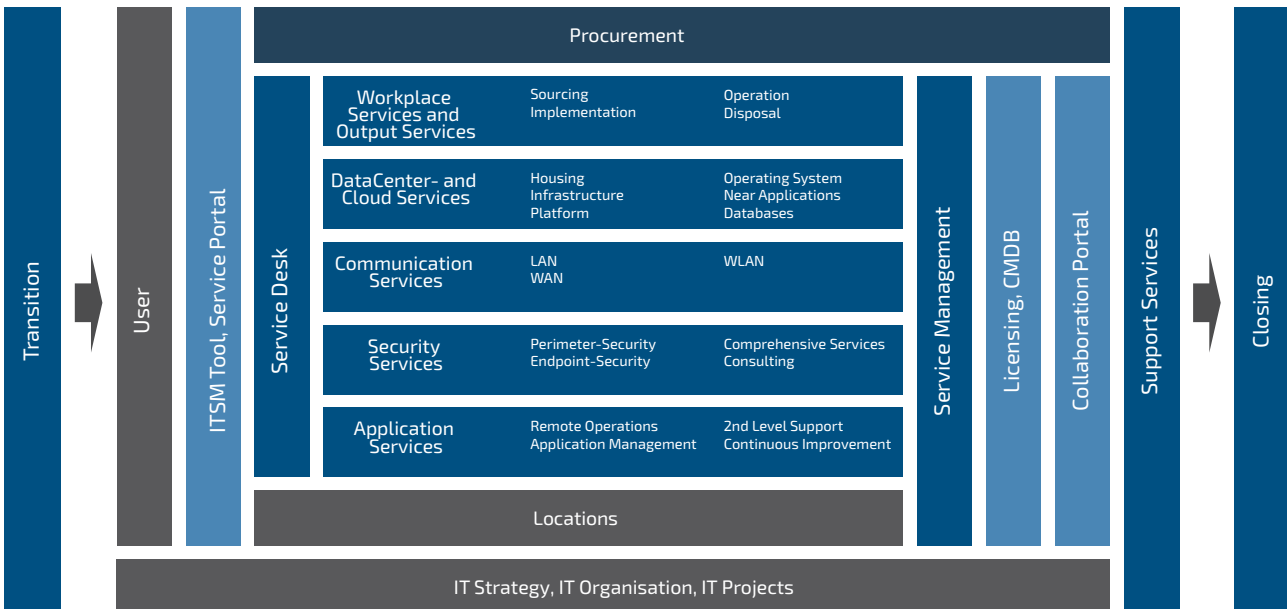 Transition
User
ITSM Tool, Service Portal
Procurement
Service Desk
Workplace
Services and
Output Services
Sourcing
Implementation
Operation
Disposal
DataCenter- and
Cloud Services
Housing
Infrastructure
Platform
Operating System
Near Applications
Databases
Communication
Services
LAN
WAN
WLAN
Security
Services
Perimeter-Security
Endpoint-Security
Comprehensive Services
Consulting
Application
Services
Remote Operations
Application Management
2nd Level Support
Continuous Improvement
Locations
Service Management
Licensing, CMDB
Collaboration Portal
Support Services
Closing
IT Strategy, IT Organisation, IT Projects